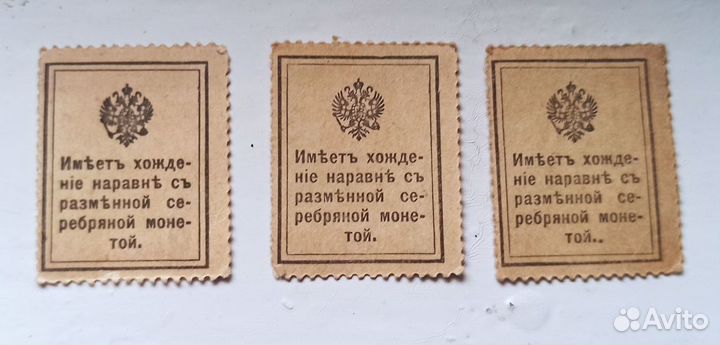 Имѣетъ хожде-
ніе наравнѣ съ
размѣнной се-
ребряной моне-
той.
Имѣетъ хожде-
ніе наравнѣ съ
размѣнной се-
ребряной моне-
той.
Имѣетъ хожде-
ніе наравнѣ съ
размѣнной се-
ребряной моне-
той..
Avito